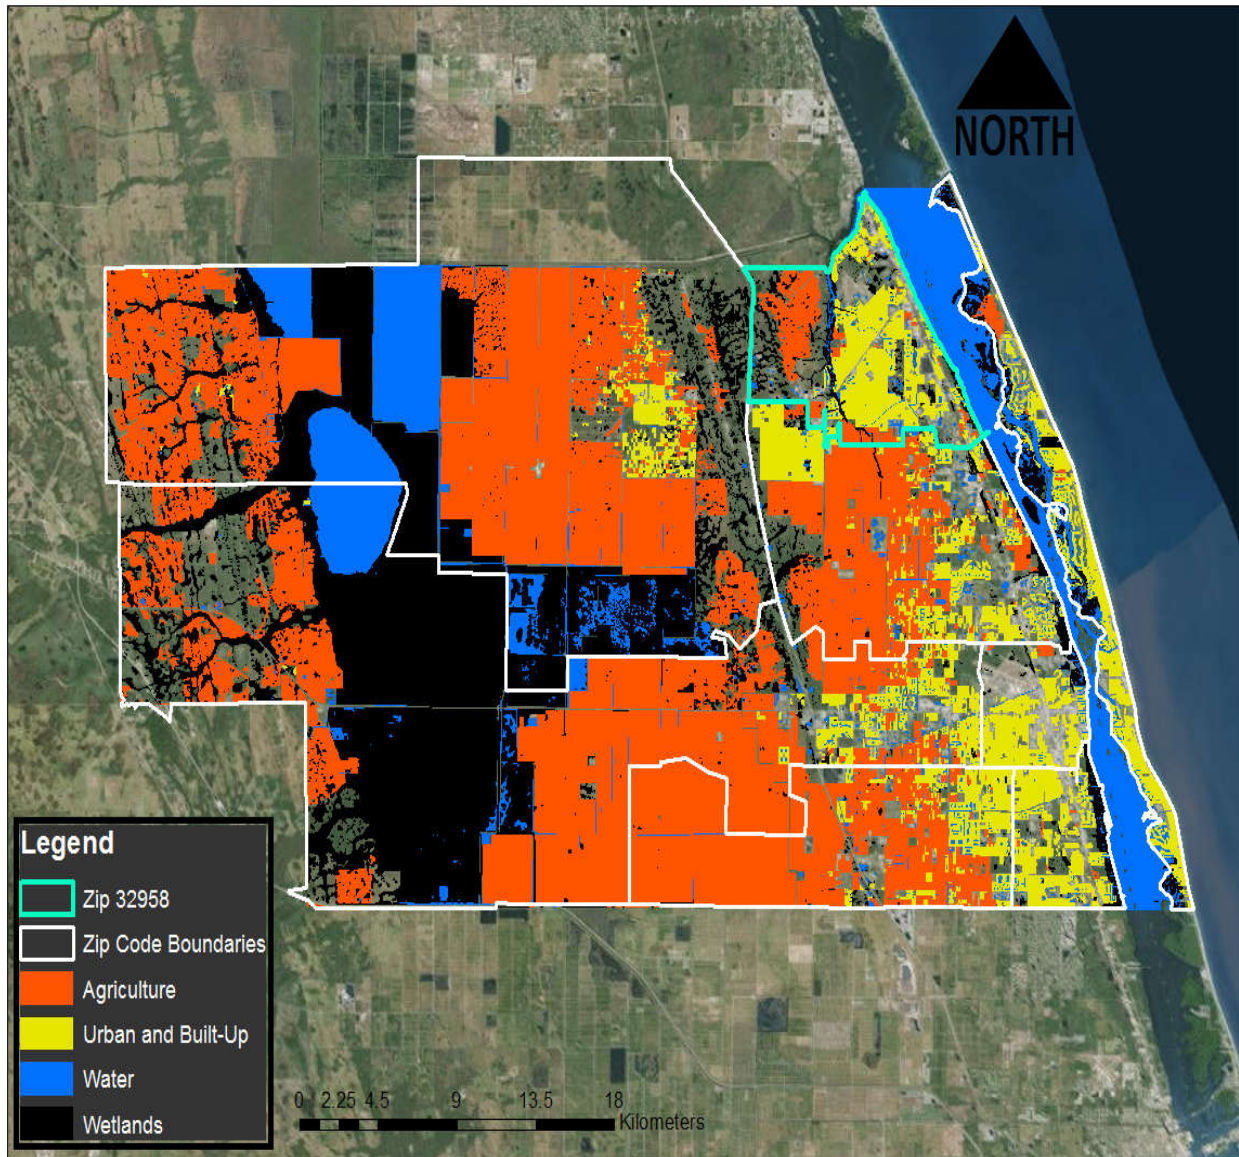 NORTH
Legend
Zip 32958
Zip Code Boundaries
Agriculture
Urban and Built-Up
Water
Wetlands
0 2.25 4.5 9 13.5 18
Kilometers